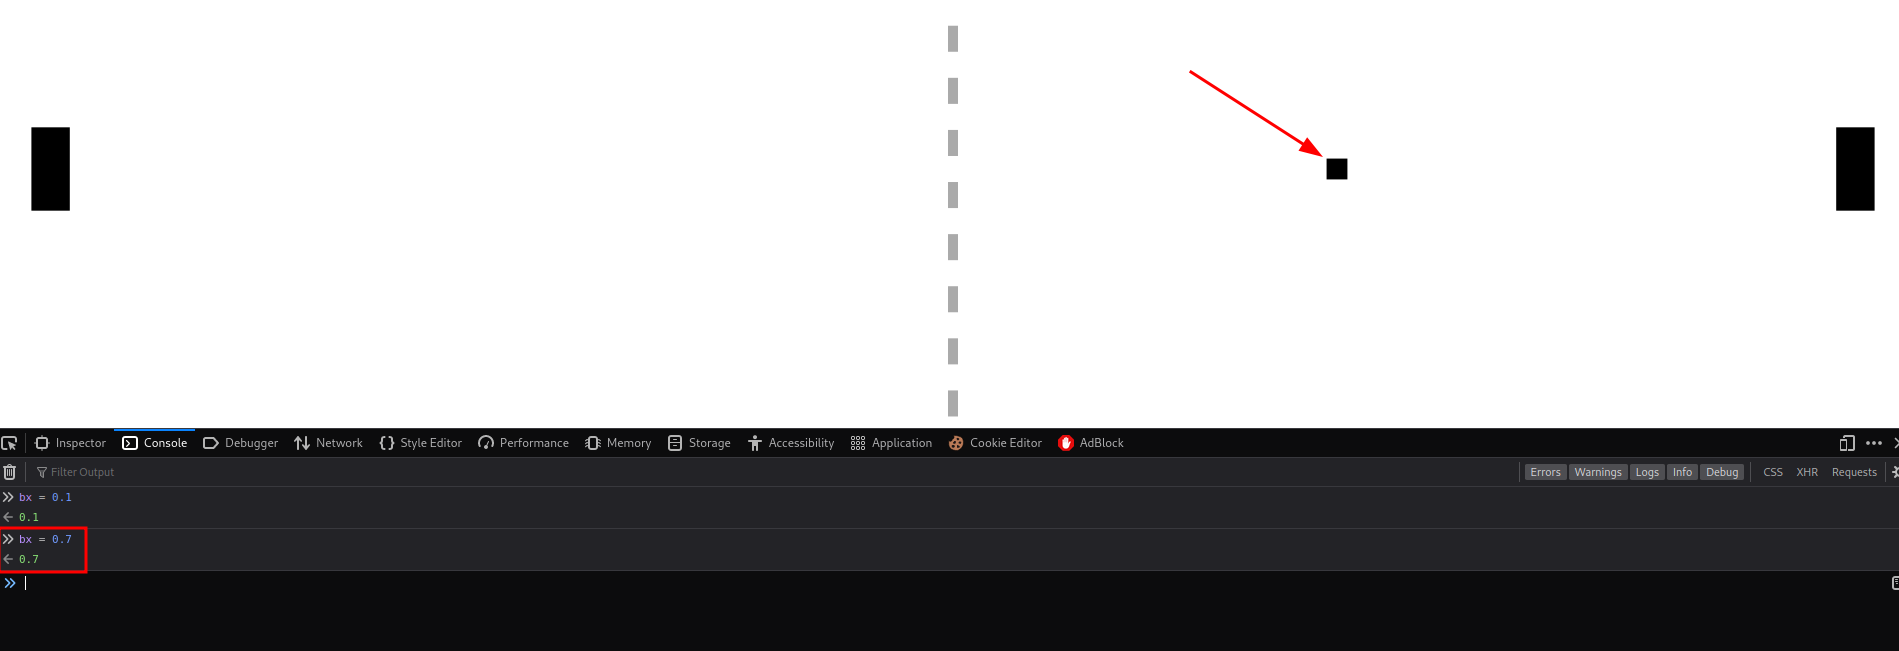 Inspector Console Debugger Network Style Editor Performance Memory Storage Accessibility Application Cookie Editor AdBlock
Filter Output Errors Warnings Logs Info Debug CSS XHR Requests
bx = 0.1
0.1
bx = 0.7
0.7